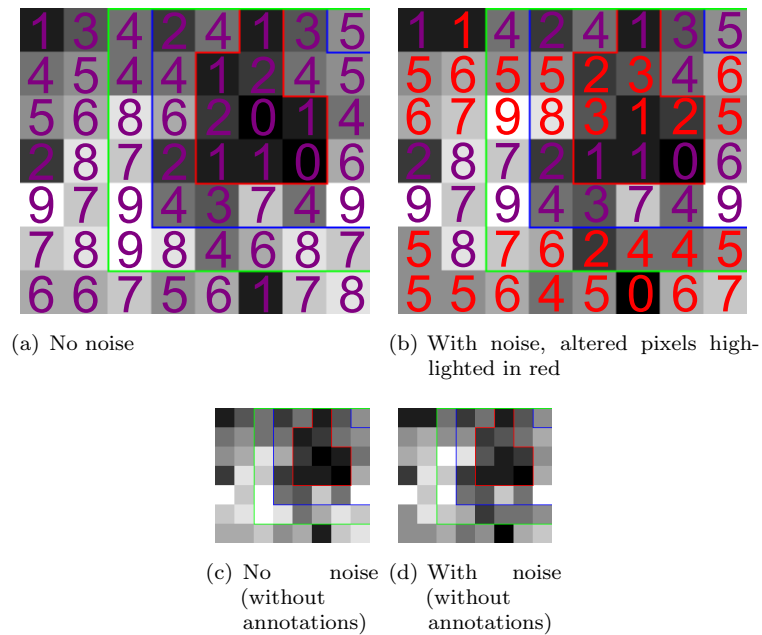 1 3 4 2 4 1 3 5
4 5 4 4 1 2 4 5
5 6 8 6 2 0 1 4
2 8 7 2 1 1 0 6
9 7 9 4 3 7 4 9
7 8 9 8 4 6 8 7
6 6 7 5 6 1 7 8
(a) No noise
1 1 4 2 4 1 3 5
5 6 5 5 2 3 4 6
6 7 9 8 3 1 2 5
2 8 7 2 1 1 0 6
9 7 9 4 3 7 4 9
5 8 7 6 2 4 4 5
5 5 6 4 5 0 6 7
(b) With noise, altered pixels high-
lighted in red
(c) No noise
(without
annotations)
(d) With noise
(without
annotations)